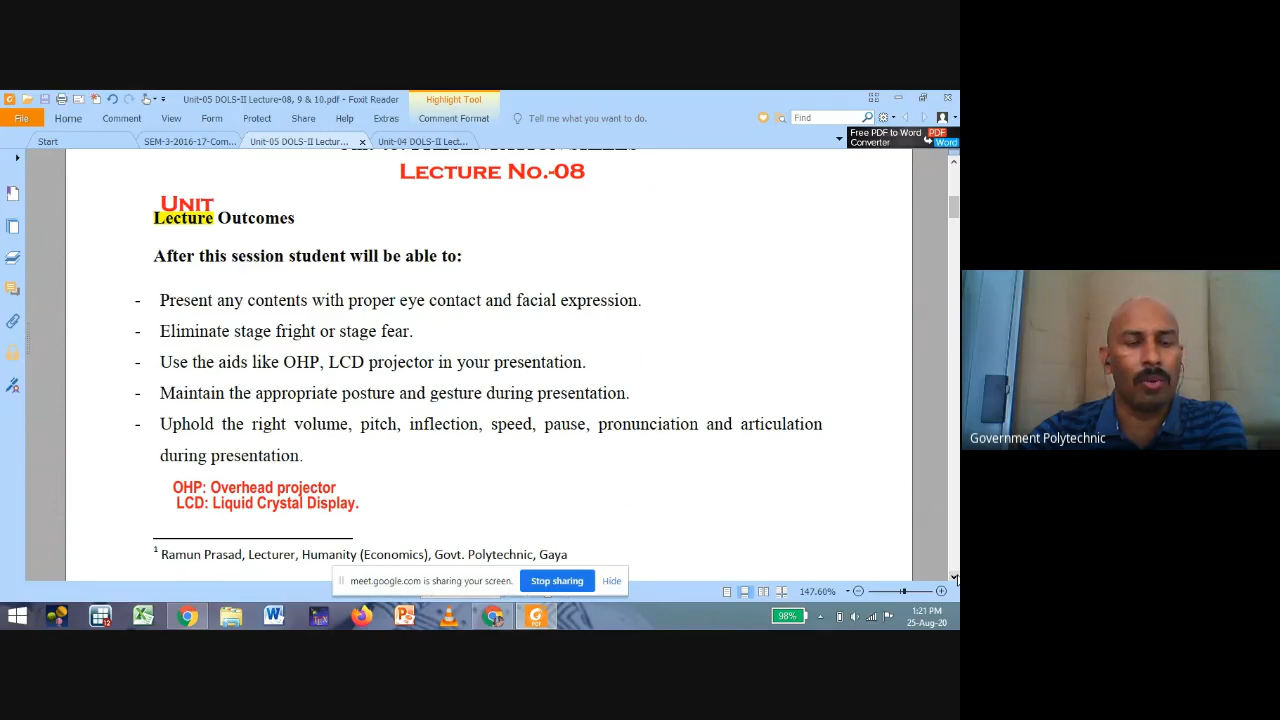 Unit-05 DOLS-II Lecture-08, 9 & 10.pdf - Foxit Reader
Highlight Tool
File Home Comment View Form Protect Share Help Extras Comment Format Tell me what you want to do. Find
Start SEM-3-2016-17-Com... Unit-05 DOLS-II Lectur... Unit-04 DOLS-II Lect...
Free PDF to Word Converter PDF Word
LECTURE NO.-08
UNIT
Lecture Outcomes
After this session student will be able to:
- Present any contents with proper eye contact and facial expression.
- Eliminate stage fright or stage fear.
- Use the aids like OHP, LCD projector in your presentation.
- Maintain the appropriate posture and gesture during presentation.
- Uphold the right volume, pitch, inflection, speed, pause, pronunciation and articulation
during presentation.
OHP: Overhead projector
LCD: Liquid Crystal Display.
1 Ramun Prasad, Lecturer, Humanity (Economics), Govt. Polytechnic, Gaya
meet.google.com is sharing your screen. Stop sharing Hide
147.60%
98%
1:21 PM
25-Aug-20
Government Polytechnic